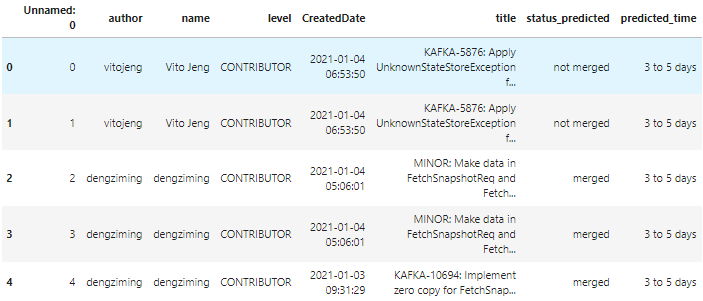 Unnamed: 0 author name level CreatedDate title status_predicted predicted_time
0 0 vitojeng Vito Jeng CONTRIBUTOR 2021-01-04 06:53:50 KAFKA-5876: Apply UnknownStateStoreException f... not merged 3 to 5 days
1 1 vitojeng Vito Jeng CONTRIBUTOR 2021-01-04 06:53:50 KAFKA-5876: Apply UnknownStateStoreException f... not merged 3 to 5 days
2 2 dengziming dengziming CONTRIBUTOR 2021-01-04 05:06:01 MINOR: Make data in FetchSnapshotReq and Fetch... merged 3 to 5 days
3 3 dengziming dengziming CONTRIBUTOR 2021-01-04 05:06:01 MINOR: Make data in FetchSnapshotReq and Fetch... merged 3 to 5 days
4 4 dengziming dengziming CONTRIBUTOR 2021-01-03 09:31:29 KAFKA-10694: Implement zero copy for FetchSnap... merged 3 to 5 days